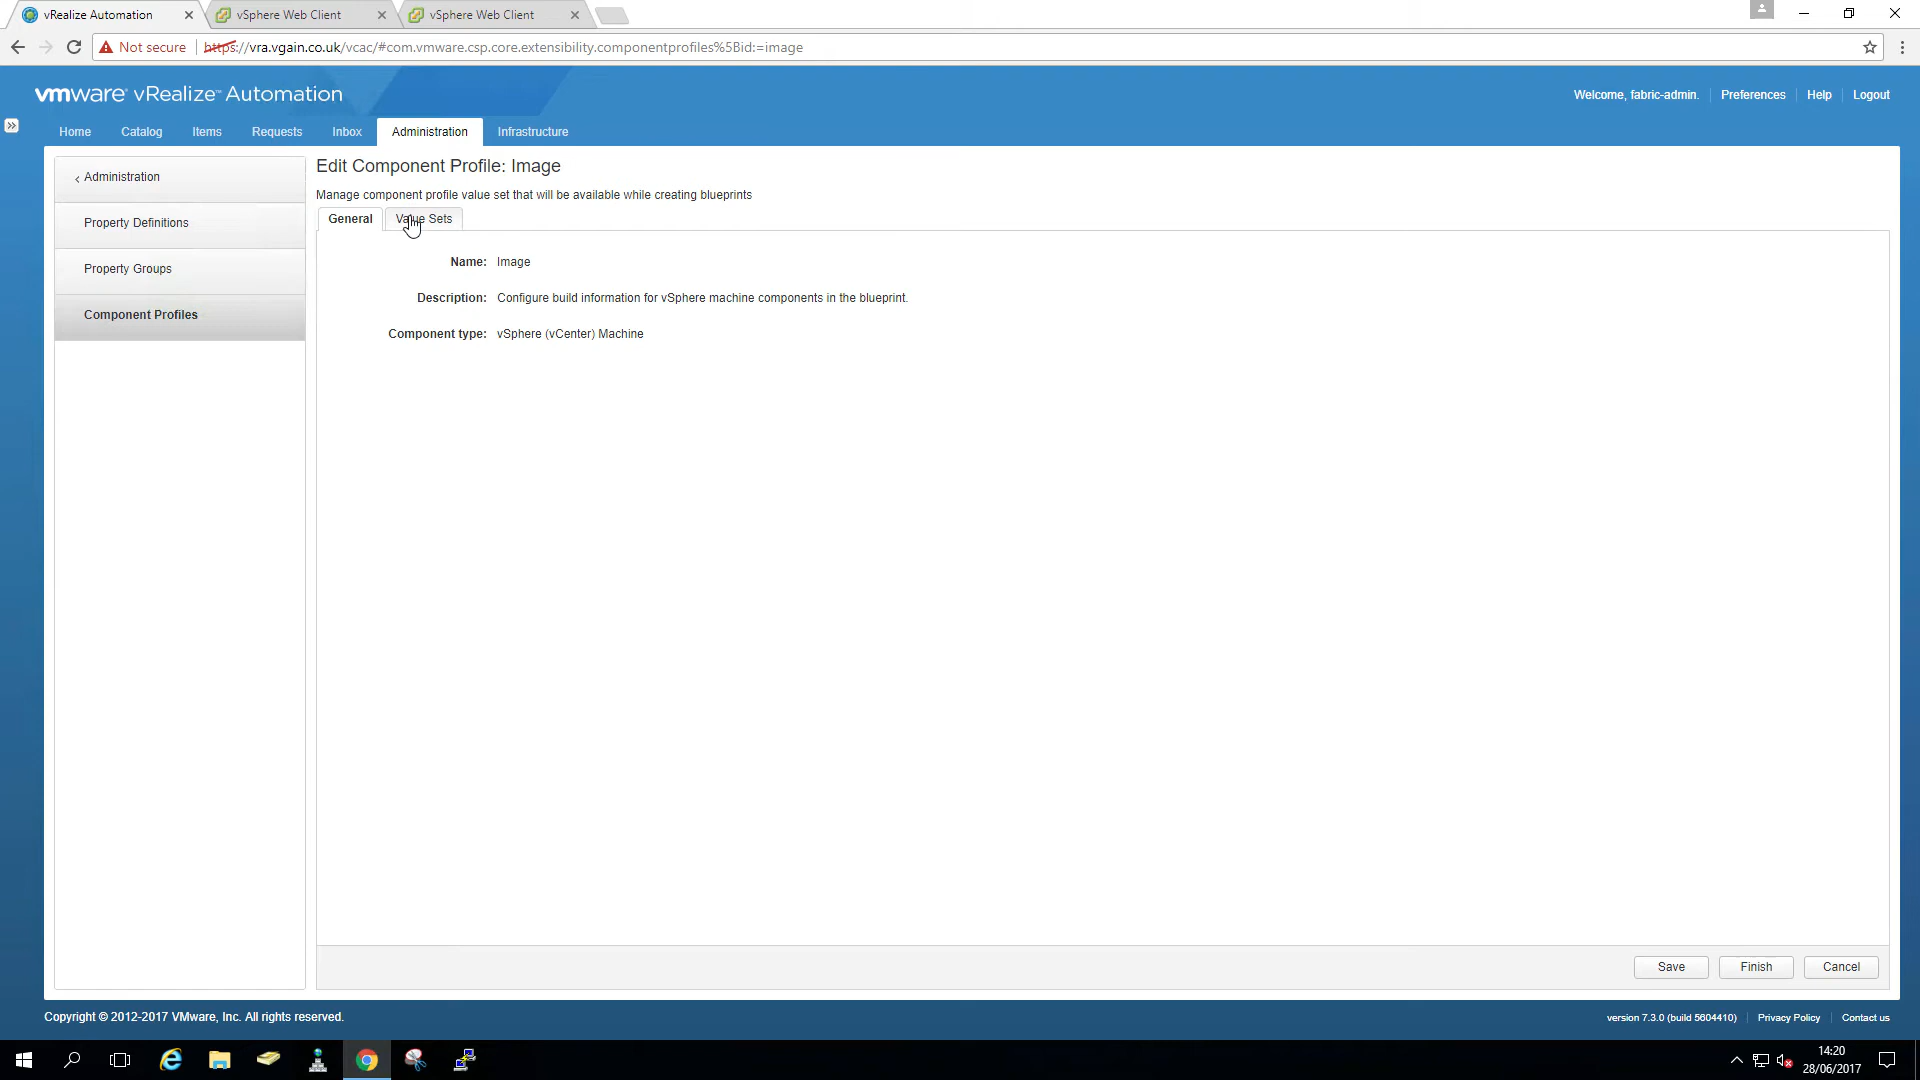 vRealize Automation
vSphere Web Client
vSphere Web Client
Not secure
https://vra.vgain.co.uk/vcac/#com.vmware.csp.core.extensibility.componentprofiles%5Bid:=image
vmware vRealize™ Automation
Welcome, fabric-admin.
Preferences
Help
Logout
Home
Catalog
Items
Requests
Inbox
Administration
Infrastructure
Administration
Property Definitions
Property Groups
Component Profiles
Edit Component Profile: Image
Manage component profile value set that will be available while creating blueprints
General
Value Sets
Name: Image
Description: Configure build information for vSphere machine components in the blueprint.
Component type: vSphere (vCenter) Machine
Save
Finish
Cancel
Copyright © 2012-2017 VMware, Inc. All rights reserved.
version 7.3.0 (build 5604410)
Privacy Policy
Contact us
14:20
28/06/2017